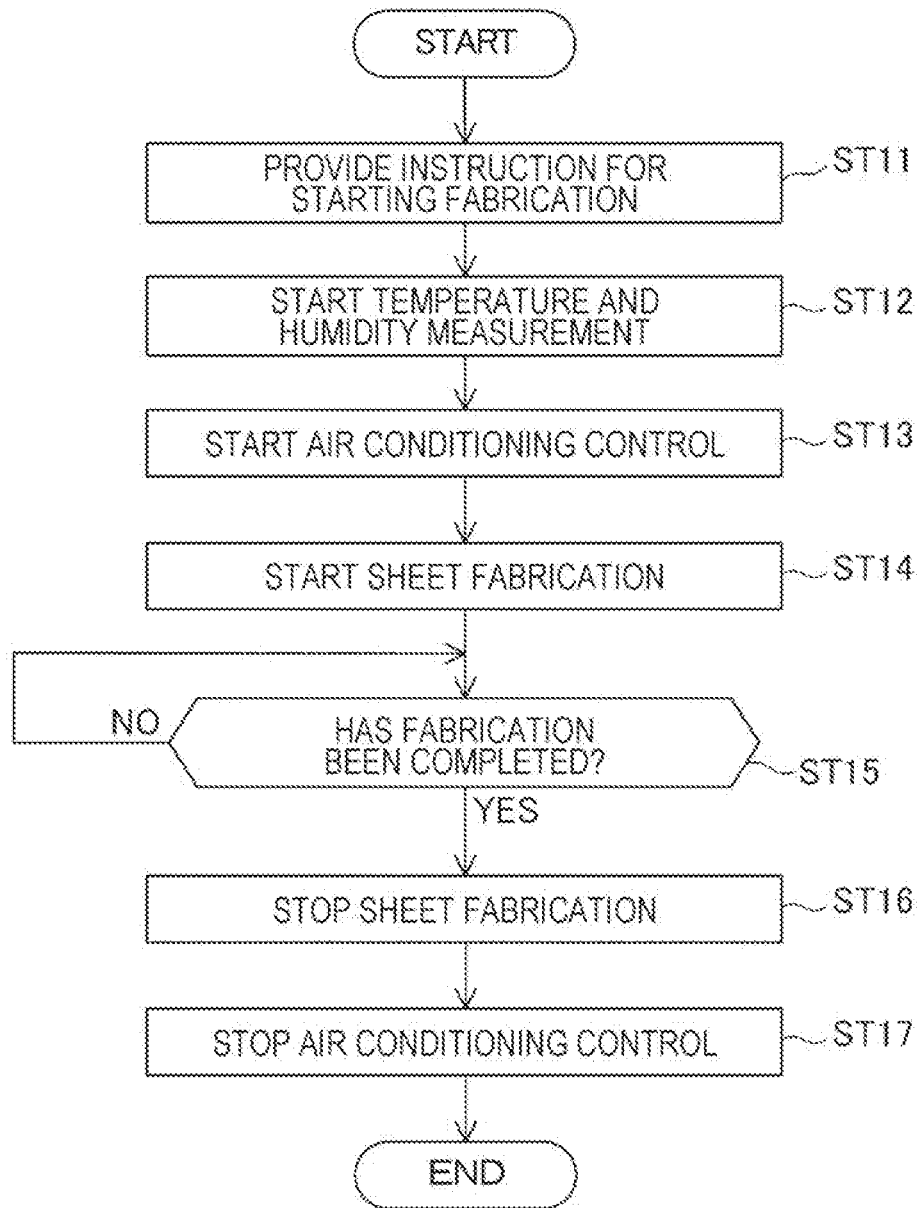 START
PROVIDE INSTRUCTION FOR
STARTING FABRICATION
ST11
START TEMPERATURE AND
HUMIDITY MEASUREMENT
ST12
START AIR CONDITIONING CONTROL
ST13
START SHEET FABRICATION
ST14
NO
HAS FABRICATION
BEEN COMPLETED?
ST15
YES
STOP SHEET FABRICATION
ST16
STOP AIR CONDITIONING CONTROL
ST17
END